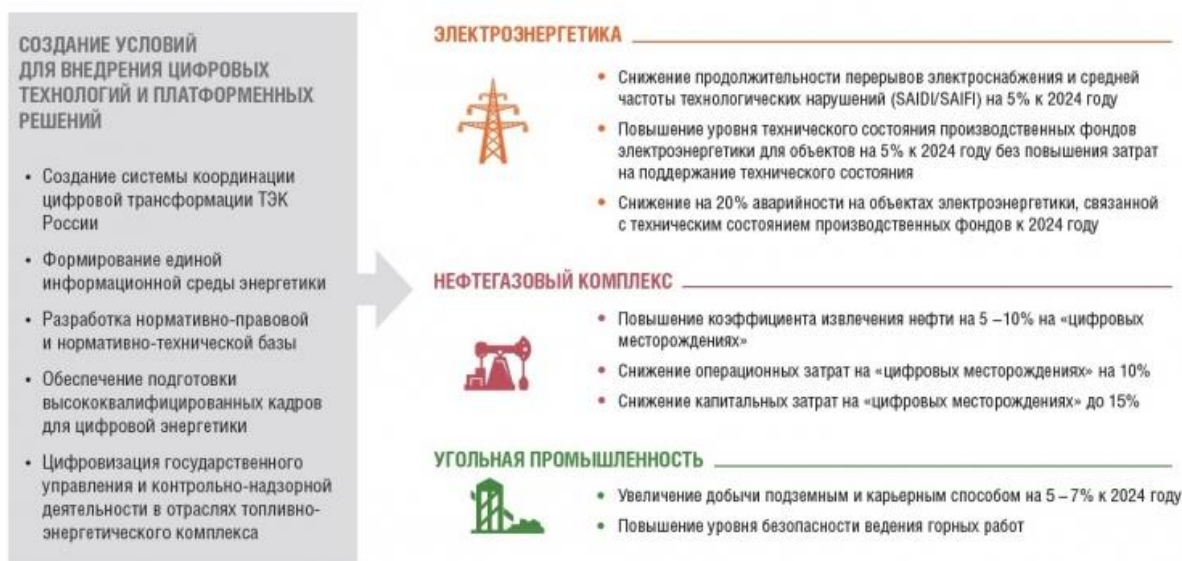 СОЗДАНИЕ УСЛОВИЙ
ДЛЯ ВНЕДРЕНИЯ ЦИФРОВЫХ
ТЕХНОЛОГИЙ И ПЛАТФОРМЕННЫХ
РЕШЕНИЙ
• Создание системы координации
цифровой трансформации ТЭК
России
• Формирование единой
информационной среды энергетики
• Разработка нормативно-правовой
и нормативно-технической базы
• Обеспечение подготовки
высококвалифицированных кадров
для цифровой энергетики
• Цифровизация государственного
управления и контрольно-надзорной
деятельности в отраслях топливно-
энергетического комплекса
ЭЛЕКТРОЭНЕРГЕТИКА
• Снижение продолжительности перерывов электроснабжения и средней
частоты технологических нарушений (SAIDI/SAIFI) на 5% к 2024 году
• Повышение уровня технического состояния производственных фондов
электроэнергетики для объектов на 5% к 2024 году без повышения затрат
на поддержание технического состояния
• Снижение на 20% аварийности на объектах электроэнергетики, связанной
с техническим состоянием производственных фондов к 2024 году
НЕФТЕГАЗОВЫЙ КОМПЛЕКС
• Повышение коэффициента извлечения нефти на 5 –10% на «цифровых
месторождениях»
• Снижение операционных затрат на «цифровых месторождениях» на 10%
• Снижение капитальных затрат на «цифровых месторождениях» до 15%
УГОЛЬНАЯ ПРОМЫШЛЕННОСТЬ
• Увеличение добычи подземным и карьерным способом на 5 – 7% к 2024 году
• Повышение уровня безопасности ведения горных работ